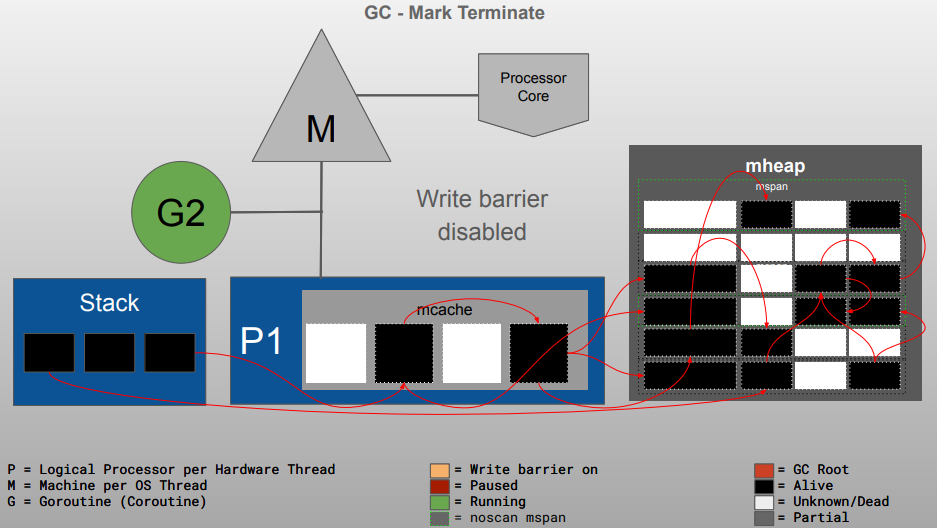 GC - Mark Terminate
Processor
Core
M
mheap
mspan
G2
Write barrier
disabled
Stack
mcache
P1
P = Logical Processor per Hardware Thread
M = Machine per OS Thread
G = Goroutine (Coroutine)
= Write barrier on
= Paused
= Running
= noscan mspan
= GC Root
= Alive
= Unknown/Dead
= Partial